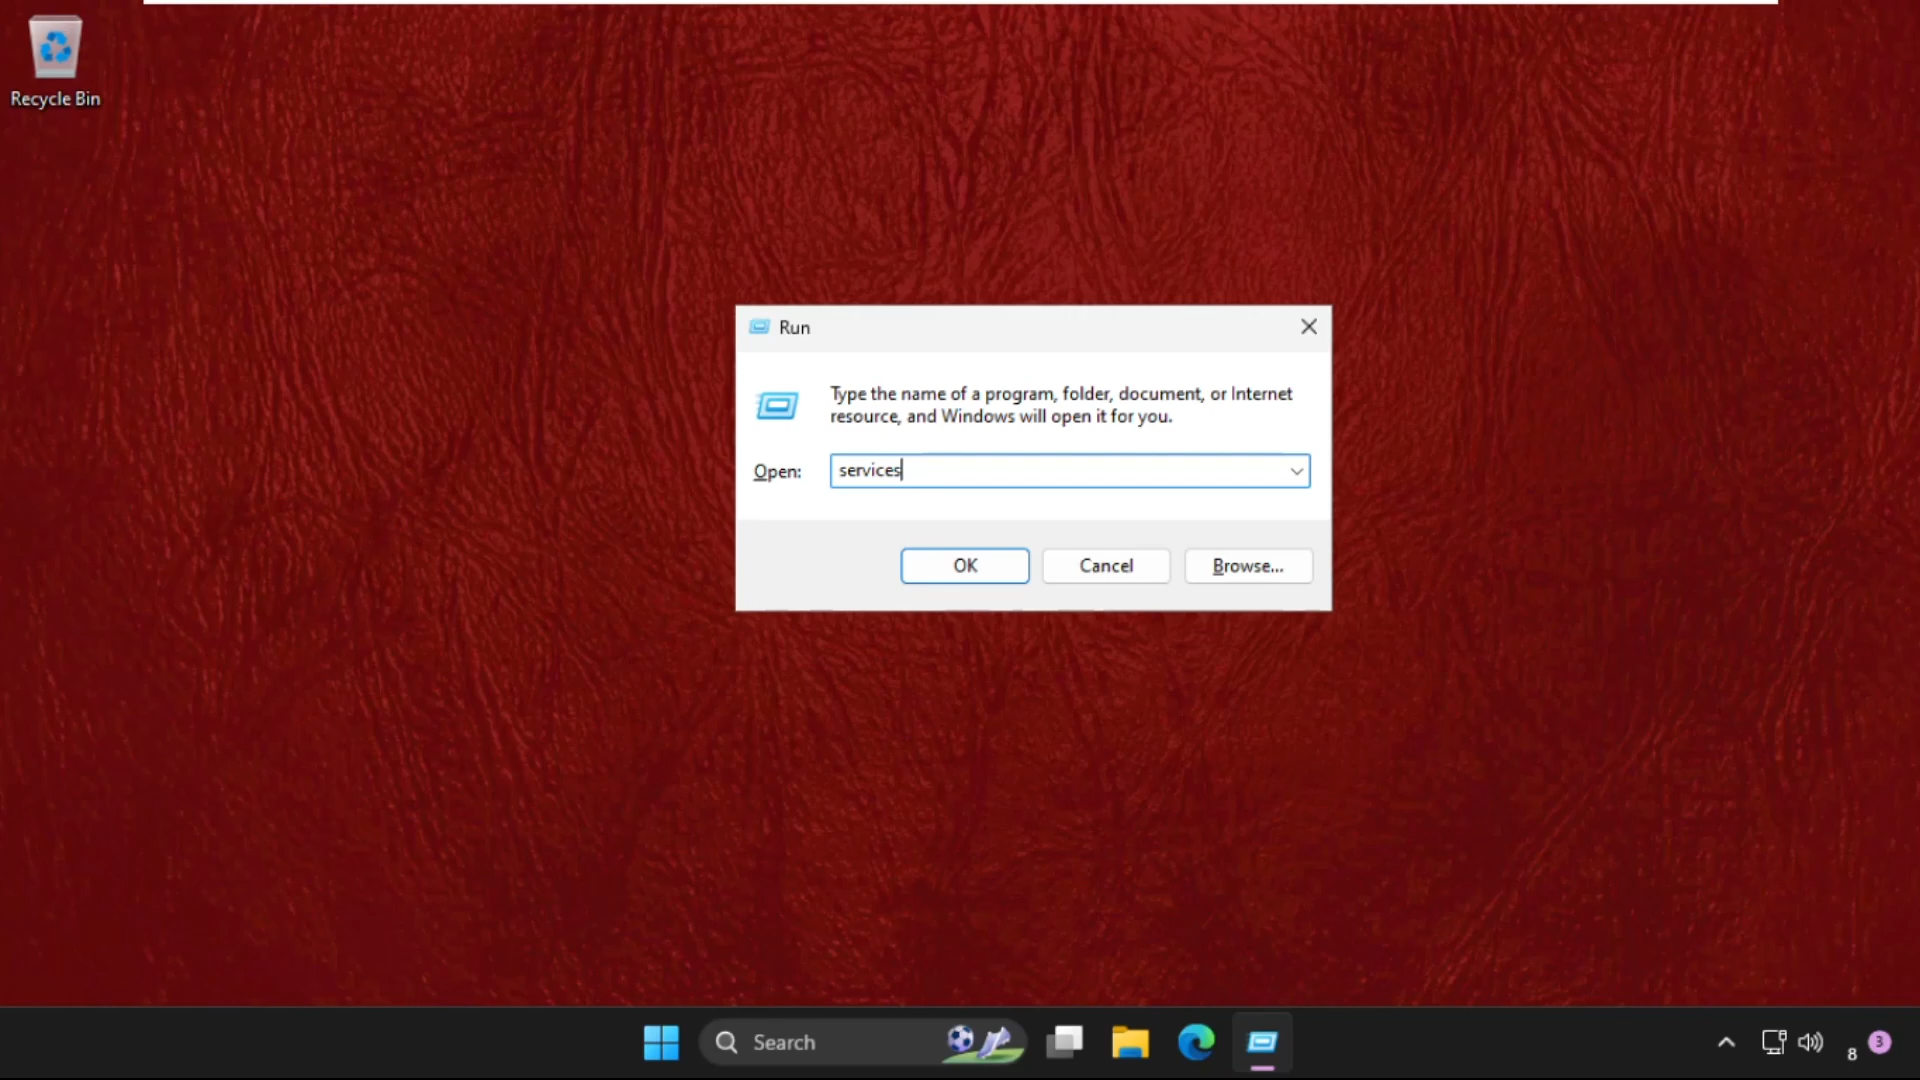 Recycle Bin
Run
Type the name of a program, folder, document, or Internet
resource, and Windows will open it for you.
Open:
services
OK
Cancel
Browse...
Search
8
3